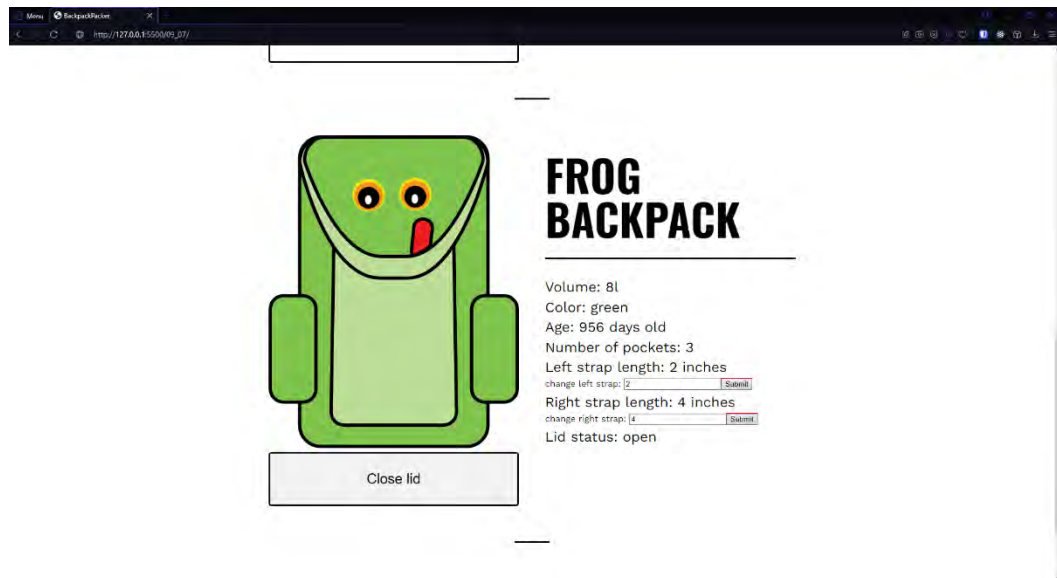 Menu
BackpackPacker
http://127.0.0.1:5500/09_07/
FROG
BACKPACK
Volume: 8l
Color: green
Age: 956 days old
Number of pockets: 3
Left strap length: 2 inches
change left strap: 2 Submit
Right strap length: 4 inches
change right strap: 4 Submit
Lid status: open
Close lid